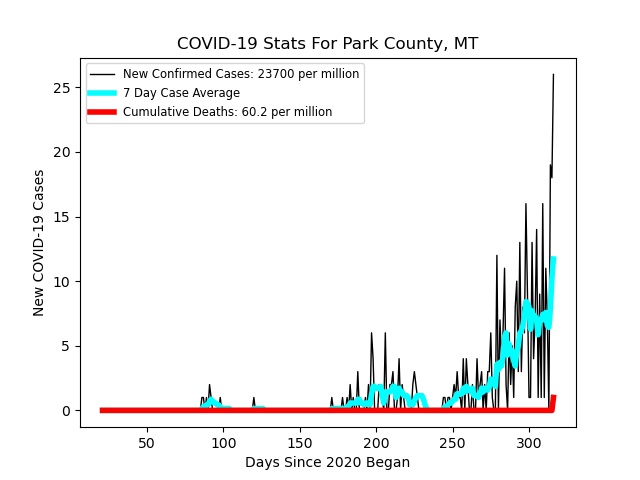 COVID-19 Stats For Park County, MT
New Confirmed Cases: 23700 per million
7 Day Case Average
Cumulative Deaths: 60.2 per million
New COVID-19 Cases
25
20
15
10
5
0
50 100 150 200 250 300
Days Since 2020 Began